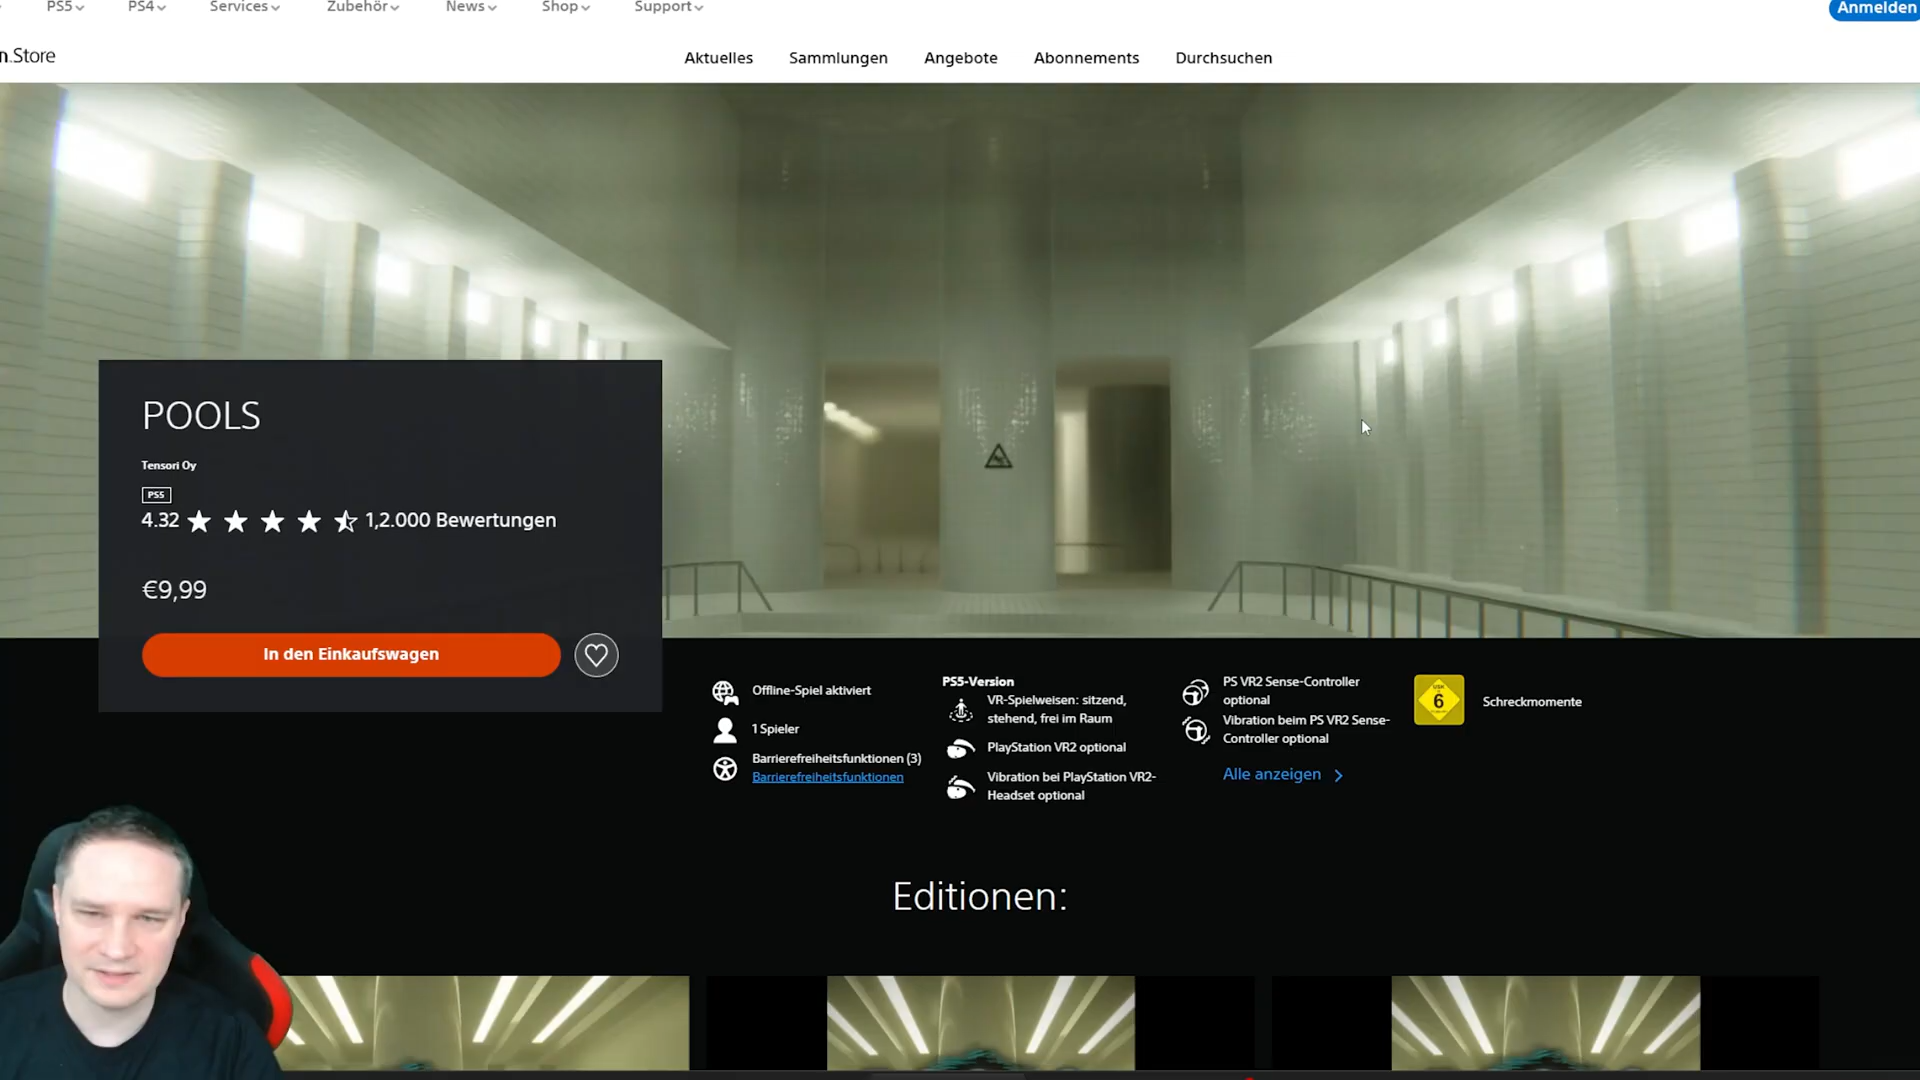 PS5
PS4
Services
Zubehör
News
Shop
Support
Anmelden
n.Store
Aktuelles
Sammlungen
Angebote
Abonnements
Durchsuchen
POOLS
Tensori Oy
PS5
4.32
1,2.000 Bewertungen
€9,99
In den Einkaufswagen
Offline-Spiel aktiviert
1 Spieler
Barrierefreiheitsfunktionen (3)
Barrierefreiheitsfunktionen
PS5-Version
VR-Spielweisen: sitzend,
stehend, frei im Raum
PlayStation VR2 optional
Vibration bei PlayStation VR2-
Headset optional
PS VR2 Sense-Controller
optional
Vibration beim PS VR2 Sense-
Controller optional
Alle anzeigen
USK
6
Schreckmomente
Editionen: